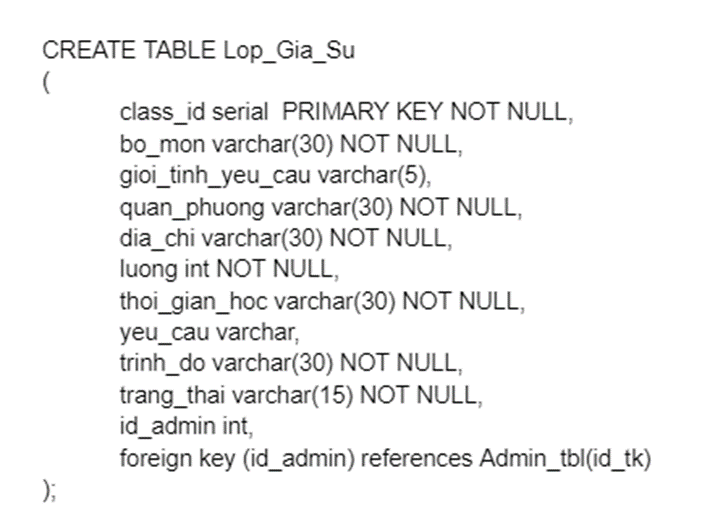 CREATE TABLE Lop_Gia_Su
(
class_id serial  PRIMARY KEY NOT NULL,
bo_mon varchar(30) NOT NULL,
gioi_tinh_yeu_cau varchar(5),
quan_phuong varchar(30) NOT NULL,
dia_chi varchar(30) NOT NULL,
luong int NOT NULL,
thoi_gian_hoc varchar(30) NOT NULL,
yeu_cau varchar,
trinh_do varchar(30) NOT NULL,
trang_thai varchar(15) NOT NULL,
id_admin int,
foreign key (id_admin) references Admin_tbl(id_tk)
);